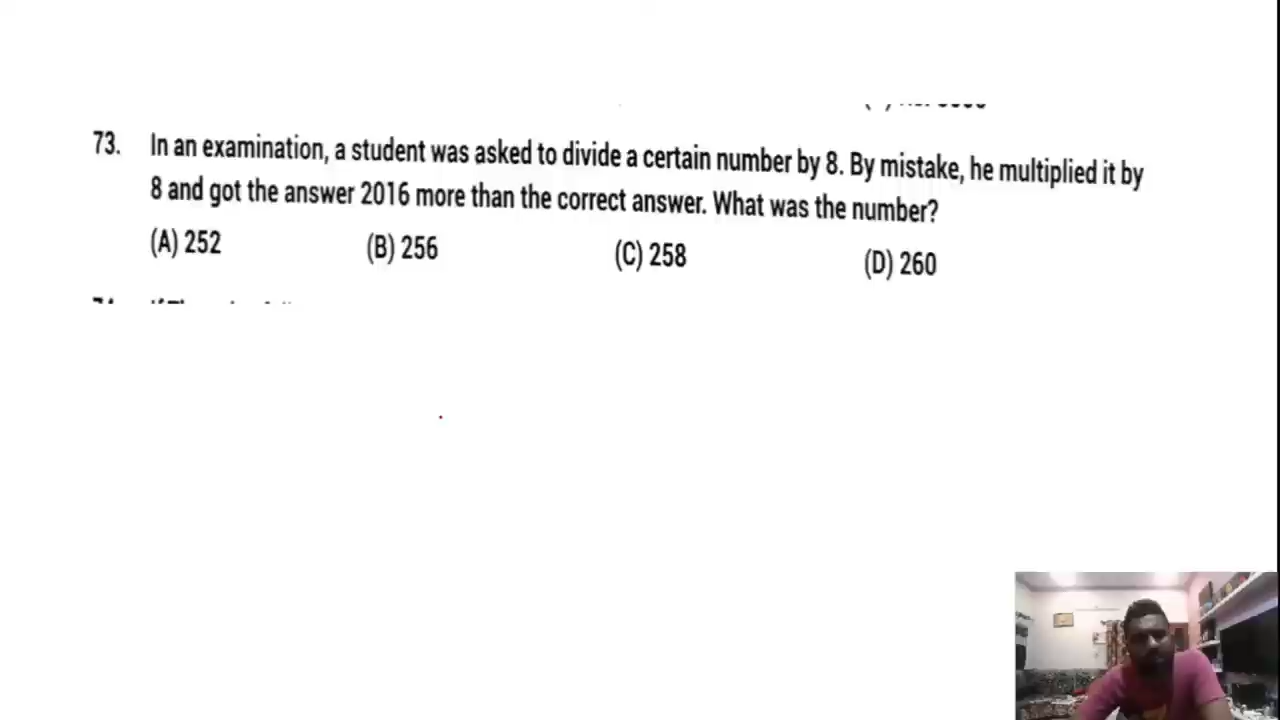 73. In an examination, a student was asked to divide a certain number by 8. By mistake, he multiplied it by
8 and got the answer 2016 more than the correct answer. What was the number?
(A) 252 (B) 256 (C) 258 (D) 260